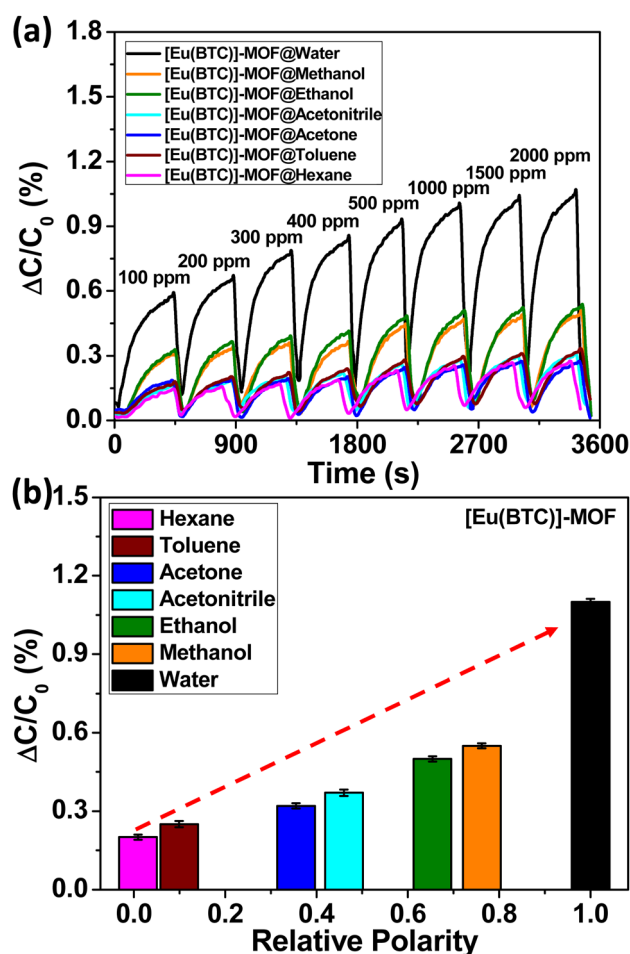 (a)
1.8
1.5
1.2
0.9
0.6
0.3
0.0
ΔC/C₀ (%)
[Eu(BTC)]-MOF@Water
[Eu(BTC)]-MOF@Methanol
[Eu(BTC)]-MOF@Ethanol
[Eu(BTC)]-MOF@Acetonitrile
[Eu(BTC)]-MOF@Acetone
[Eu(BTC)]-MOF@Toluene
[Eu(BTC)]-MOF@Hexane
100 ppm
200 ppm
300 ppm
400 ppm
500 ppm
1000 ppm
1500 ppm
2000 ppm
0 900 1800 2700 3600
Time (s)
(b)
1.5
1.2
0.9
0.6
0.3
0.0
ΔC/C₀ (%)
Hexane
Toluene
Acetone
Acetonitrile
Ethanol
Methanol
Water
[Eu(BTC)]-MOF
0.0 0.2 0.4 0.6 0.8 1.0
Relative Polarity